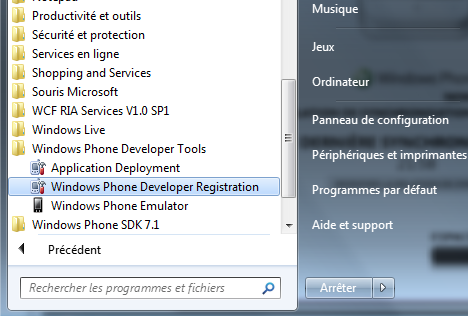 Productivité et outils
Sécurité et protection
Services en ligne
Shopping and Services
Souris Microsoft
WCF RIA Services V1.0 SP1
Windows Live
Windows Phone Developer Tools
Application Deployment
Windows Phone Developer Registration
Windows Phone Emulator
Windows Phone SDK 7.1
Précédent
Rechercher les programmes et fichiers
Musique
Jeux
Ordinateur
Panneau de configuration
Périphériques et imprimantes
Programmes par défaut
Aide et support
Arrêter